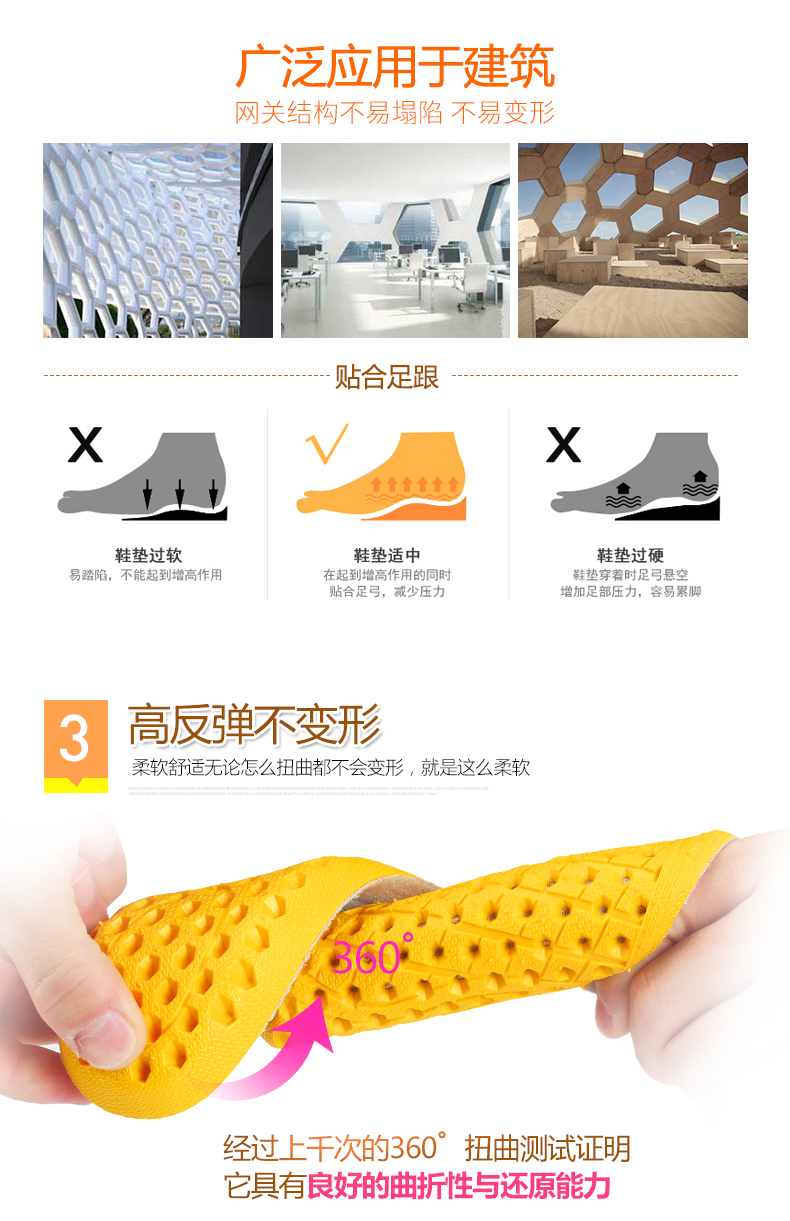 广泛应用于建筑
网关结构不易塌陷 不易变形
贴合足跟
X
鞋垫过软
易踏陷，不能起到增高作用
鞋垫适中
在起到增高作用的同时
贴合足弓，减少压力
X
鞋垫过硬
鞋垫穿着时足弓悬空
增加足部压力，容易累脚
3
高反弹不变形
柔软舒适无论怎么扭曲都不会变形，就是这么柔软
360°
经过上千次的360°扭曲测试证明
它具有良好的曲折性与还原能力